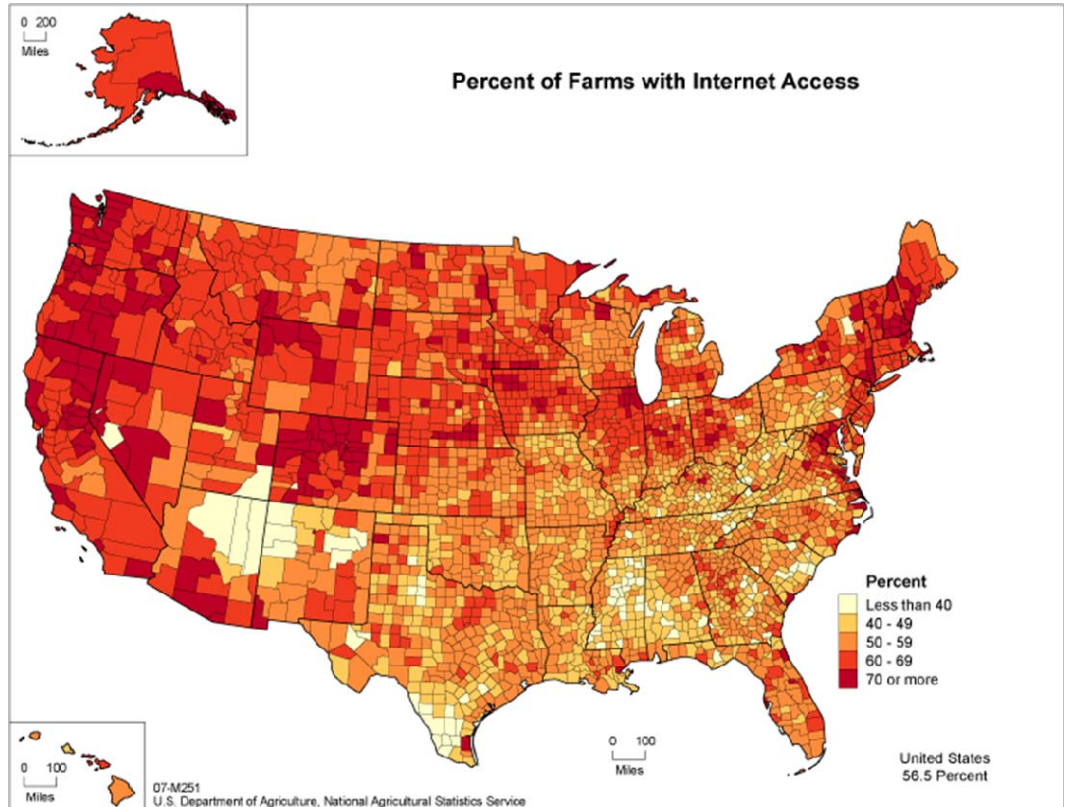 0 200
Miles
Percent of Farms with Internet Access
Percent
Less than 40
40 - 49
50 - 59
60 - 69
70 or more
0 100
Miles
0 100
Miles
United States
56.5 Percent
07-M251
U.S. Department of Agriculture, National Agricultural Statistics Service